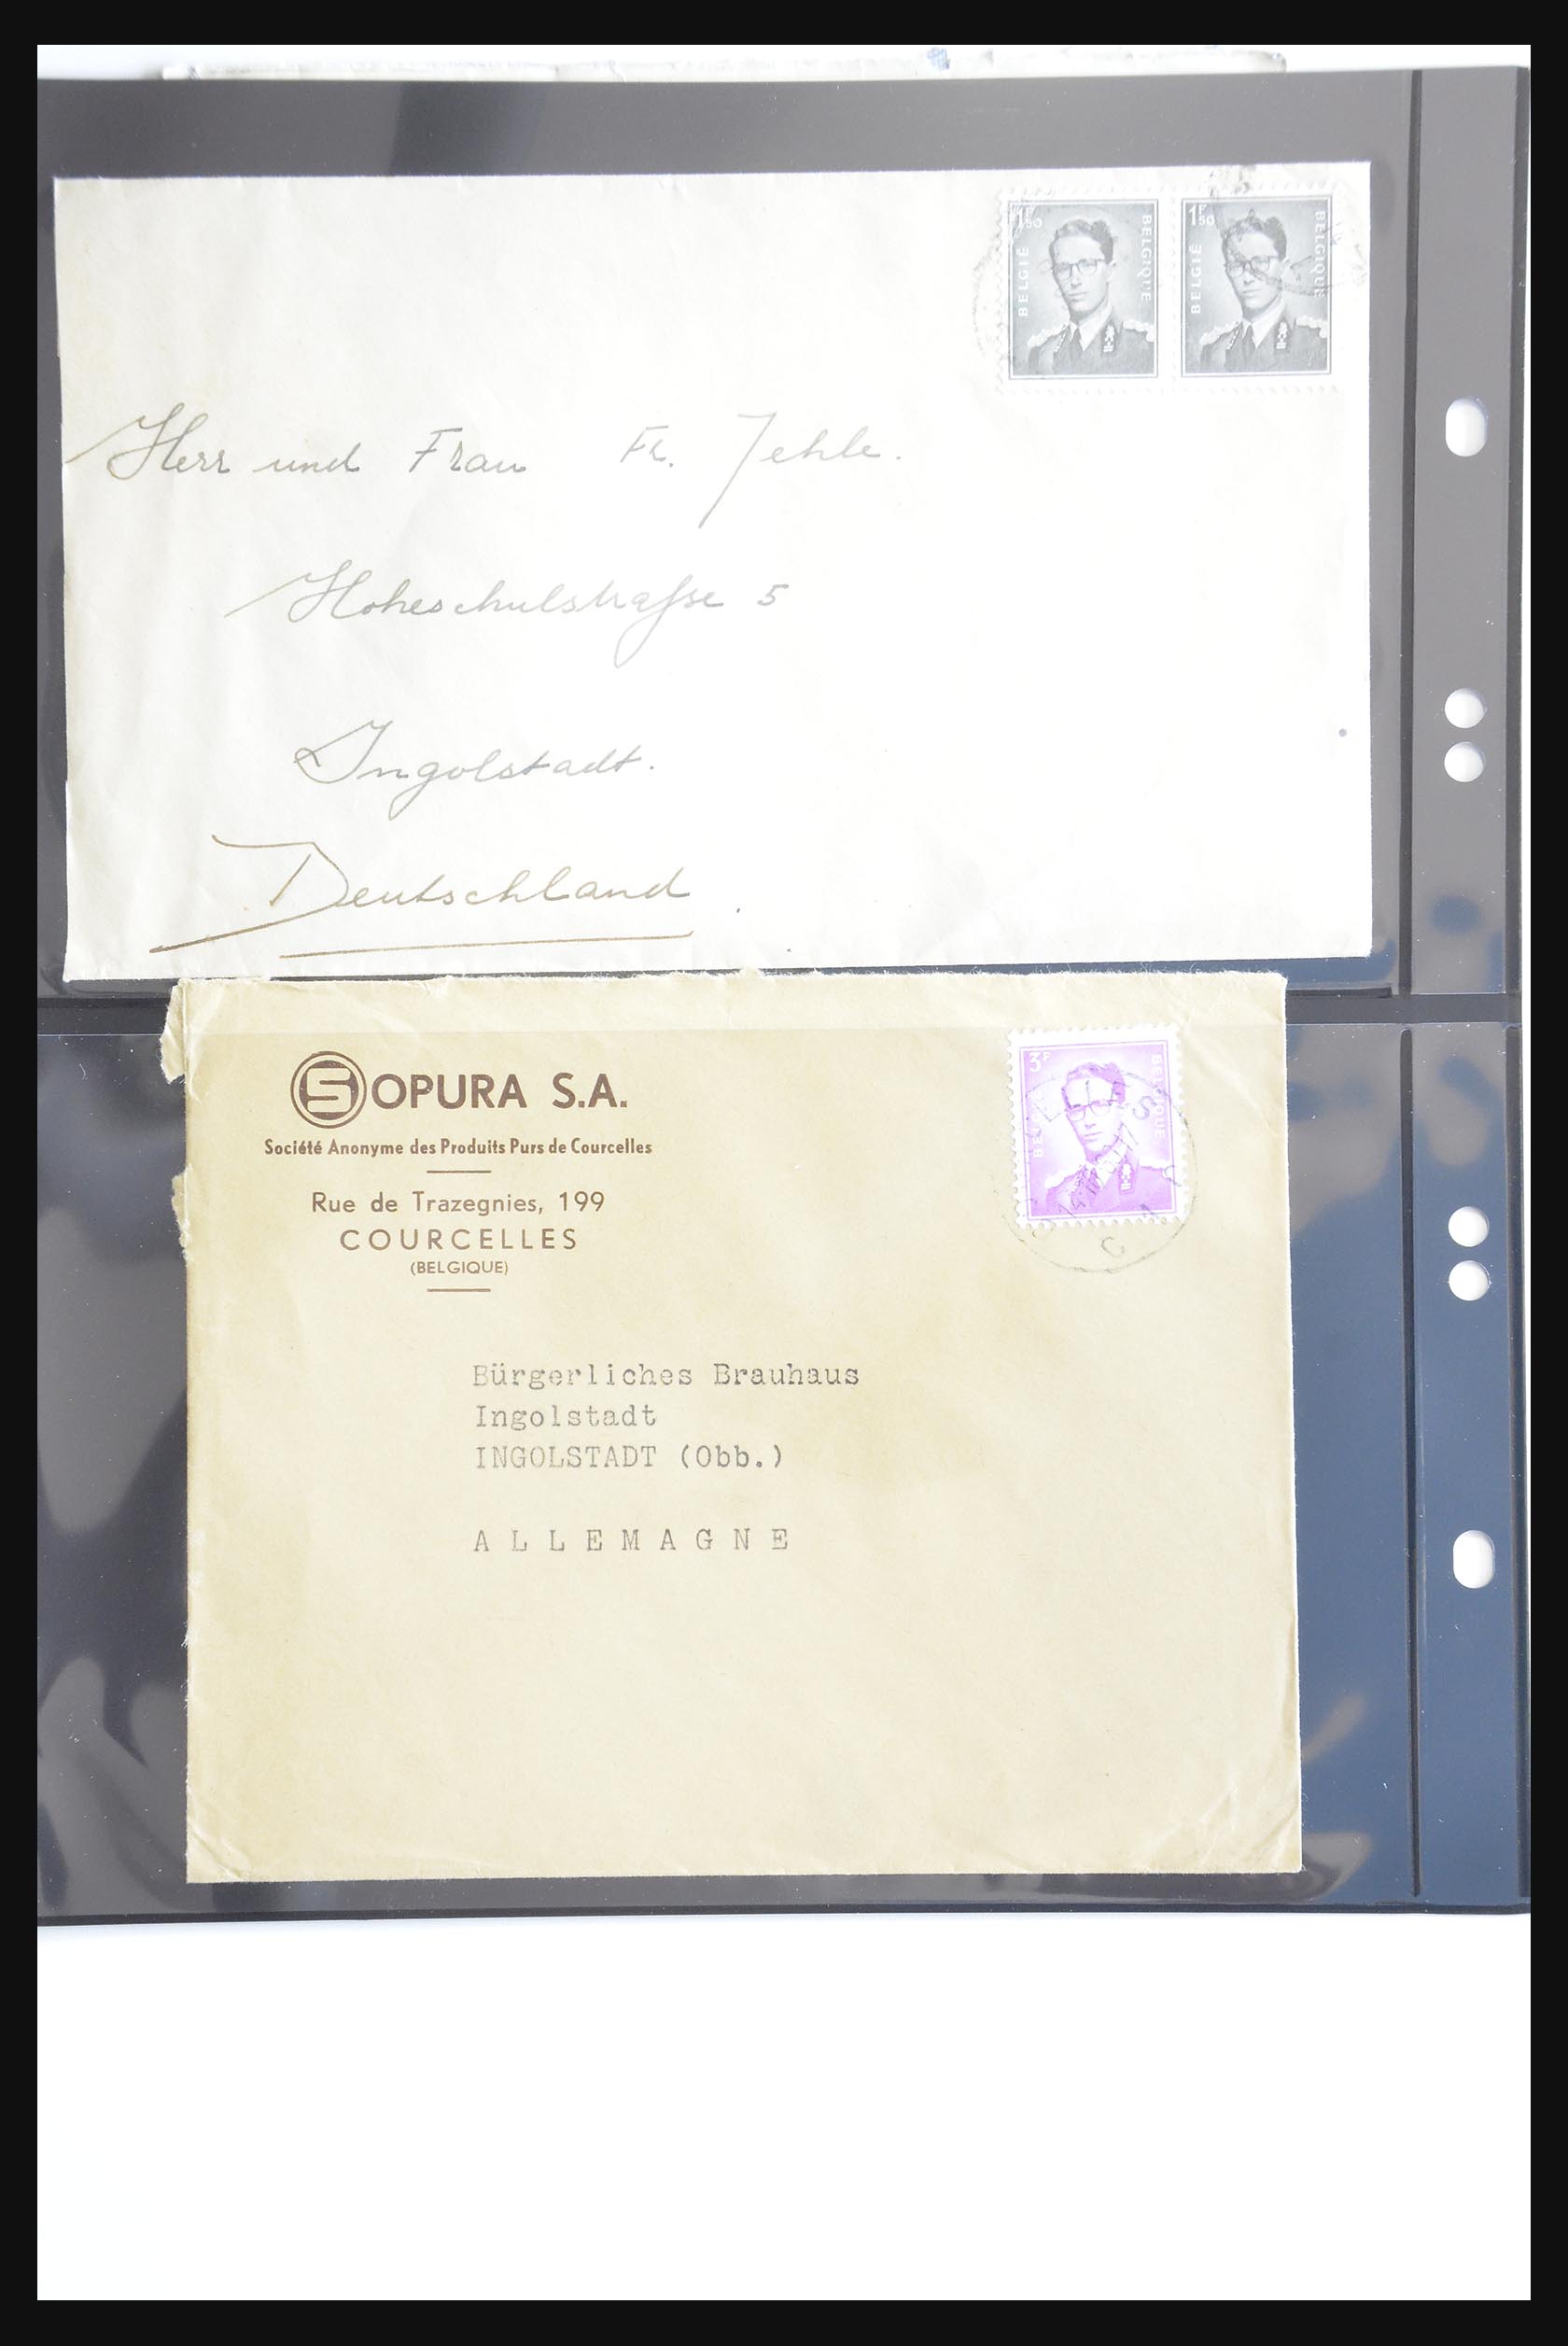 1F50
BELGIË
BELGIQUE
1F50
BELGIË
BELGIQUE
Herr und Frau Fr. Jehle.
Hoheschulstrasse 5
Ingolstadt.
Deutschland
SOPURA S.A.
Société Anonyme des Produits Purs de Courcelles
Rue de Trazegnies, 199
COURCELLES
(BELGIQUE)
3F
BELGIQUE
Bürgerliches Brauhaus
Ingolstadt
INGOLSTADT (Obb.)
ALLEMAGNE